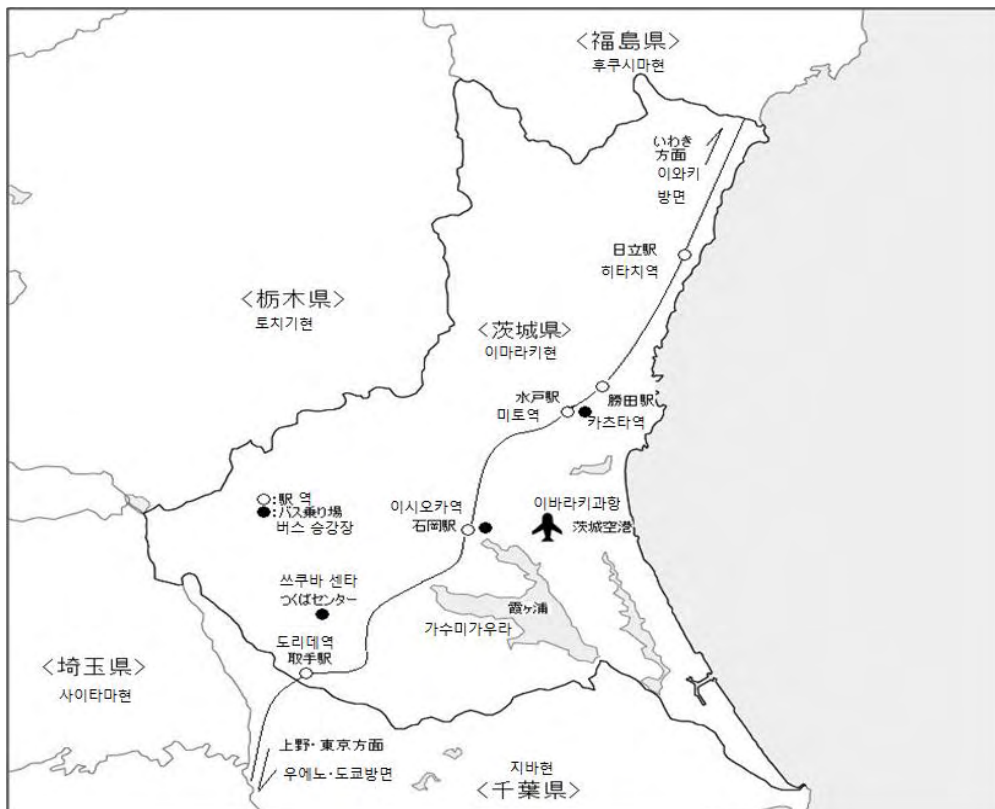 <福島県>
후쿠시마현
いわき
方面
이와키
방면
日立駅
히타치역
<栃木県>
토치기현
<茨城県>
이마라키현
水戸駅
미토역
勝田駅
카츠타역
○:駅 역
●:バス乗り場
버스 승강장
이시오카역
石岡駅
이바라키과항
茨城空港
쓰쿠바 센타
つくばセンター
霞ヶ浦
가수미가우라
도리데역
取手駅
<埼玉県>
사이타마현
上野・東京方面
우에노・도쿄방면
지바현
<千葉県>